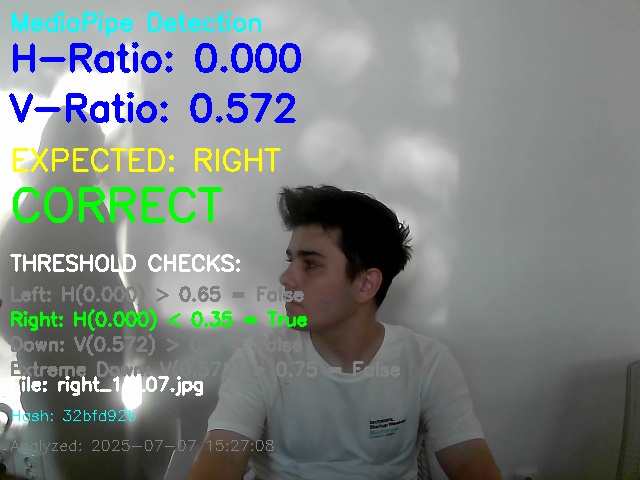 MediaPipe Detection
H-Ratio: 0.000
V-Ratio: 0.572
EXPECTED: RIGHT
CORRECT
THRESHOLD CHECKS:
Left: H(0.000) > 0.65 = False
Right: H(0.000) < 0.35 = True
Down: V(0.572) > = False
Extreme Down: V(0.572) > 0.75 = False
File: right_1 07.jpg
Hash: 32bfd92b
Analyzed: 2025-07-07 15:27:08